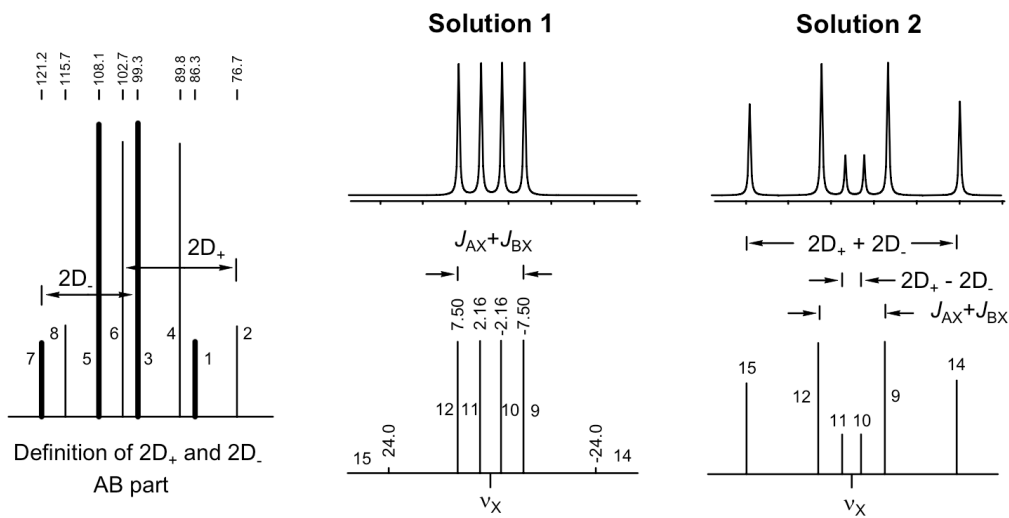 Solution 1
Solution 2
121.2
115.7
108.1
102.7
99.3
89.8
86.3
76.7
2D+
2D-
7
8
5
6
3
4
1
2
Definition of 2D+ and 2D-
AB part
JAX+JBX
7.50
2.16
-2.16
-7.50
12
11
10
9
15
24.0
-24.0
14
νX
2D+ + 2D-
2D+ - 2D-
JAX+JBX
15
12
11
10
9
14
νX